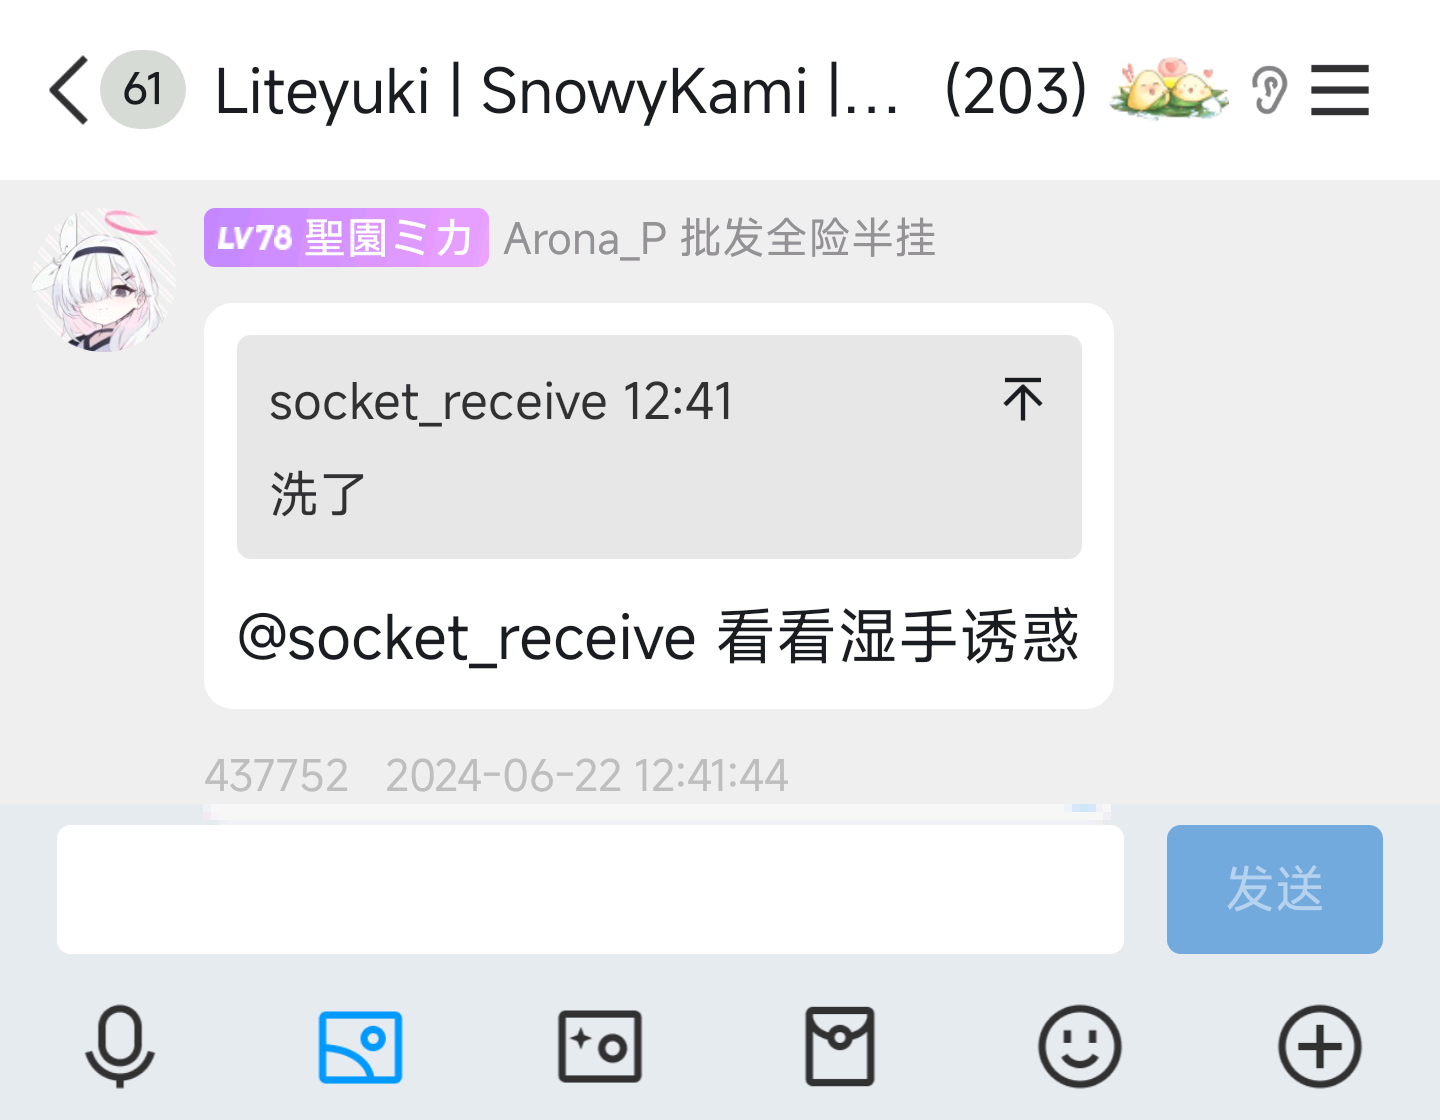 61 Liteyuki | SnowyKami |... (203)
LV78 聖園ミカ Arona_P 批发全险半挂
socket_receive 12:41
洗了
@socket_receive 看看湿手诱惑
437752 2024-06-22 12:41:44
发送